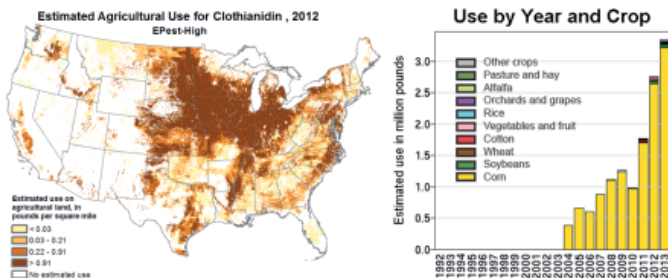 Estimated Agricultural Use for Clothianidin , 2012
EPest-High
Estimated use on
agricultural land, in
pounds per square mile
< 0.03
0.03 - 0.21
0.22 - 0.91
> 0.91
No estimated use
Use by Year and Crop
Estimated use in million pounds
3.0
2.5
2.0
1.5
1.0
0.5
0.0
Other crops
Pasture and hay
Alfalfa
Orchards and grapes
Rice
Vegetables and fruit
Cotton
Wheat
Soybeans
Corn
1992
1993
1994
1995
1996
1997
1998
1999
2000
2001
2002
2003
2004
2005
2006
2007
2008
2009
2010
2011
2012
2013